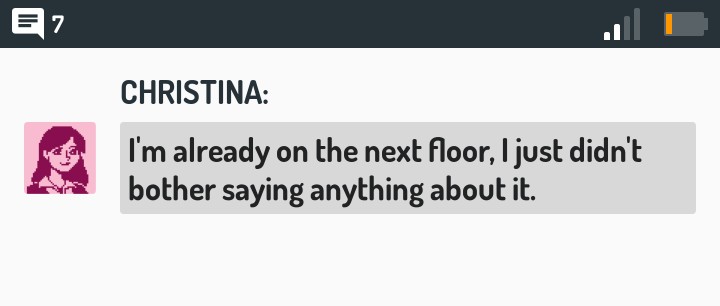 7
CHRISTINA:
I'm already on the next floor, I just didn't
bother saying anything about it.